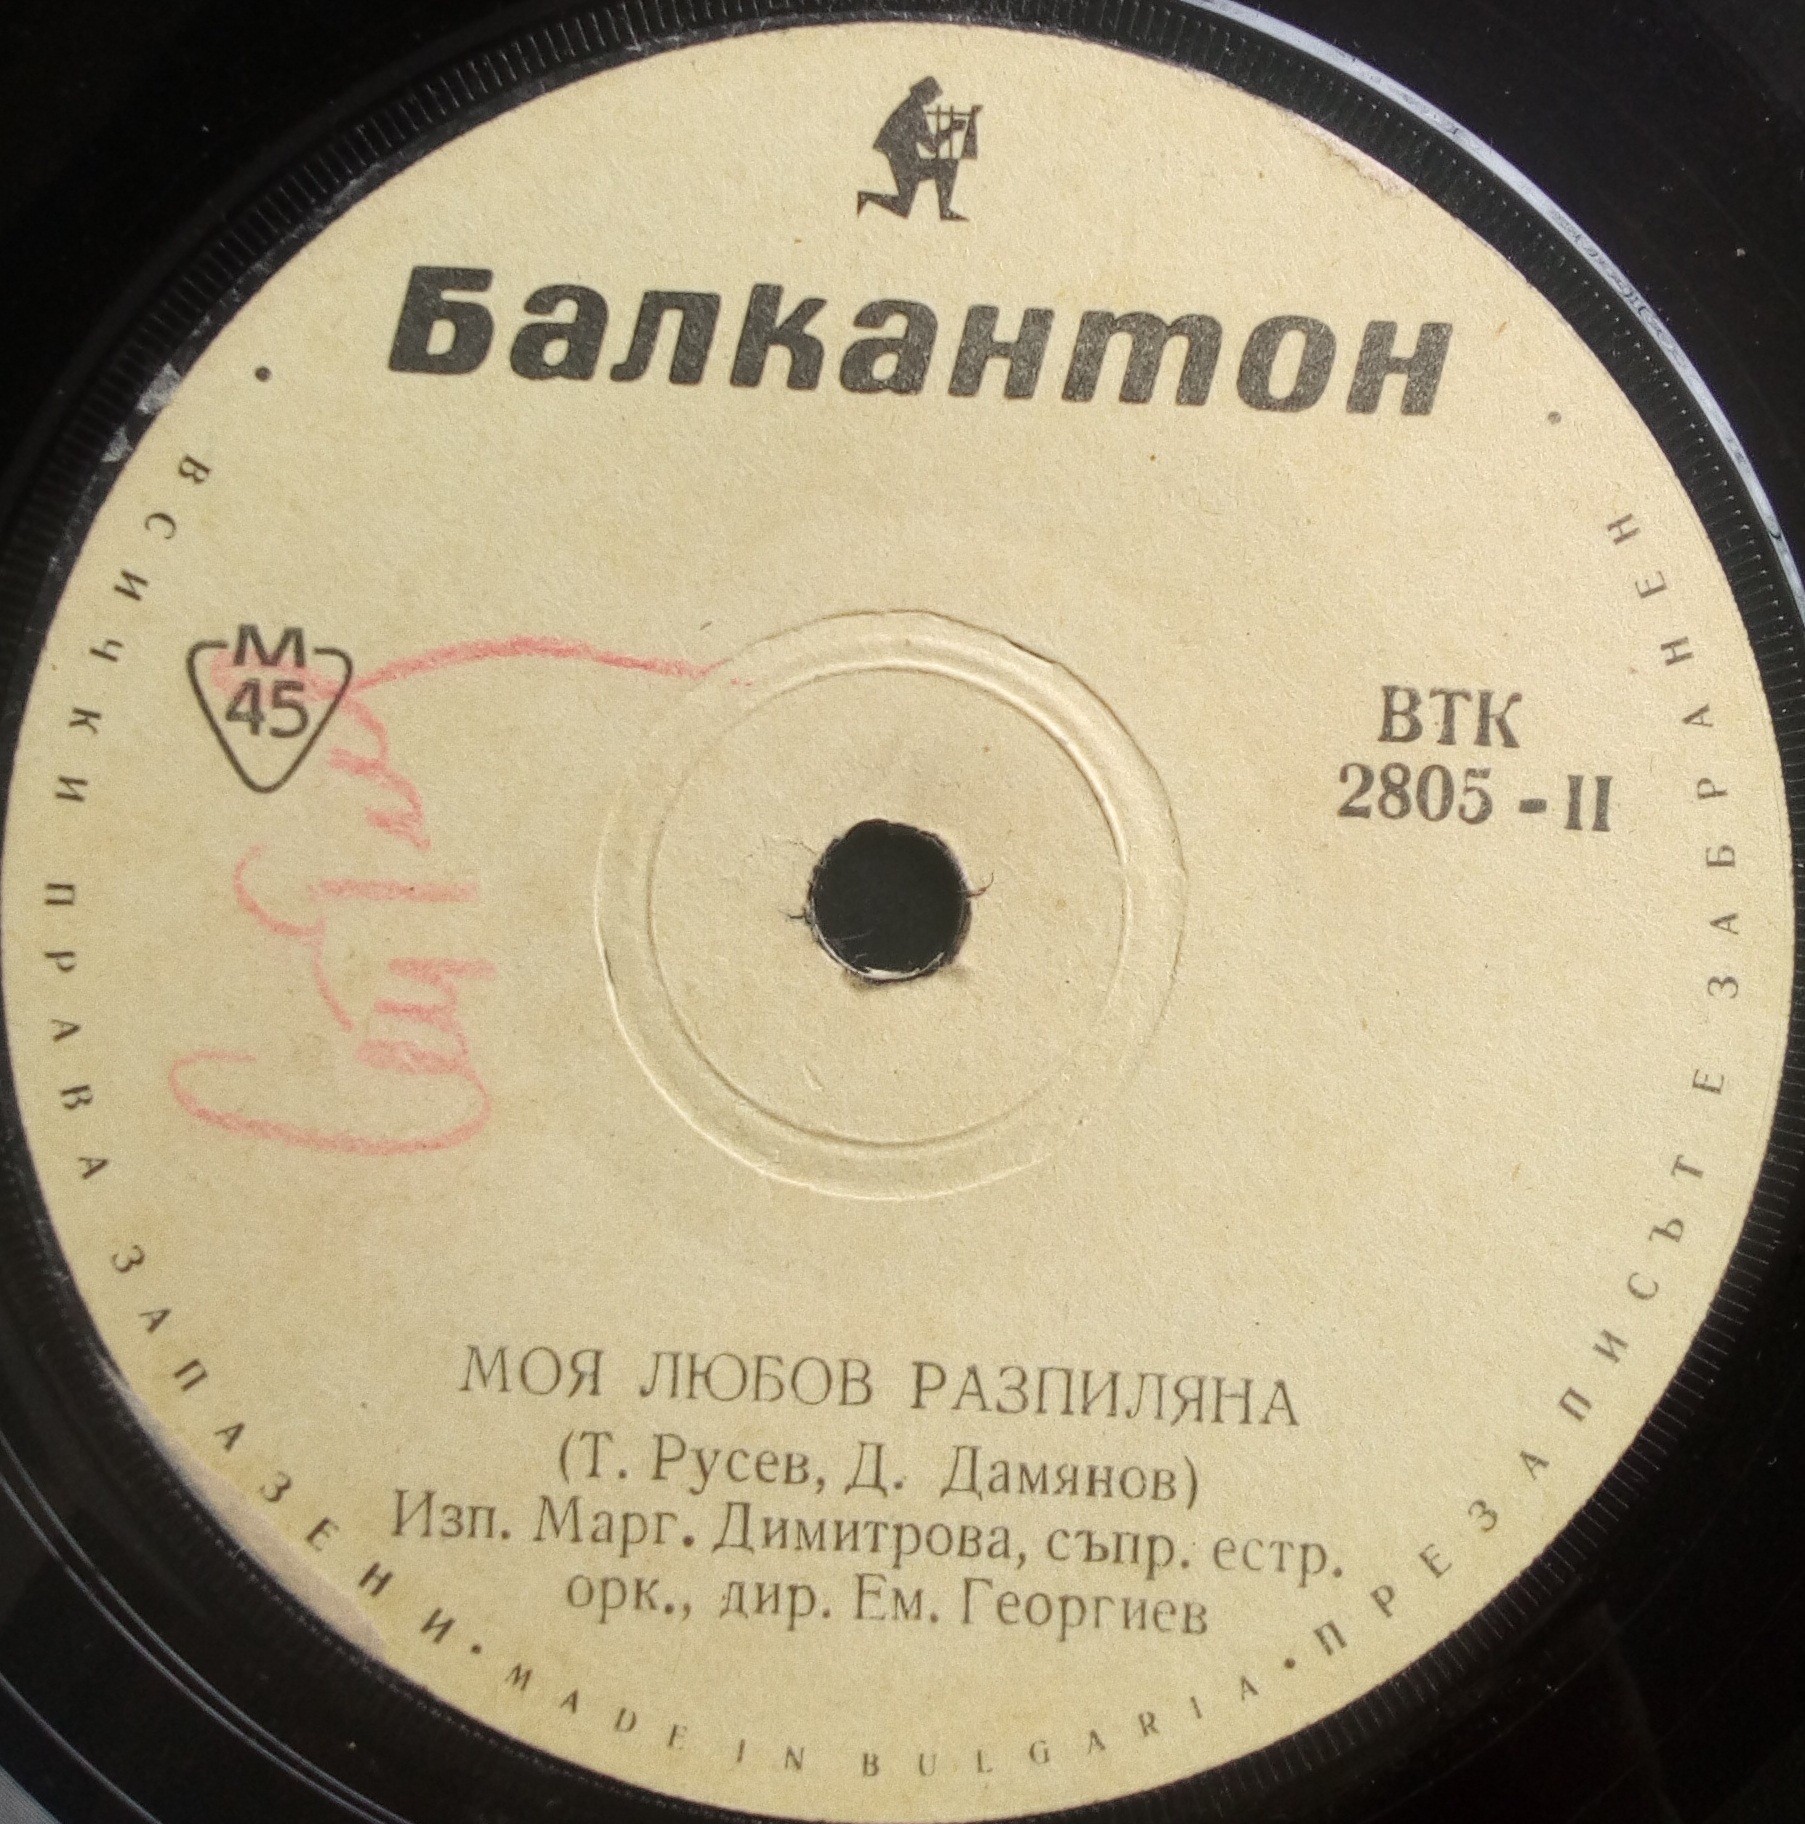 Балкантон
М
45
ВТК
2805 - II
МОЯ ЛЮБОВ РАЗПИЛЯНА
(Т. Русев, Д. Дамянов)
Изп. Марг. Димитрова, съпр. естр.
орк., дир. Ем. Георгиев
• ВСИЧКИ ПРАВА ЗАПАЗЕНИ • MADE IN BULGARIA • ПРЕЗАПИСЪТ Е ЗАБРАНЕН •